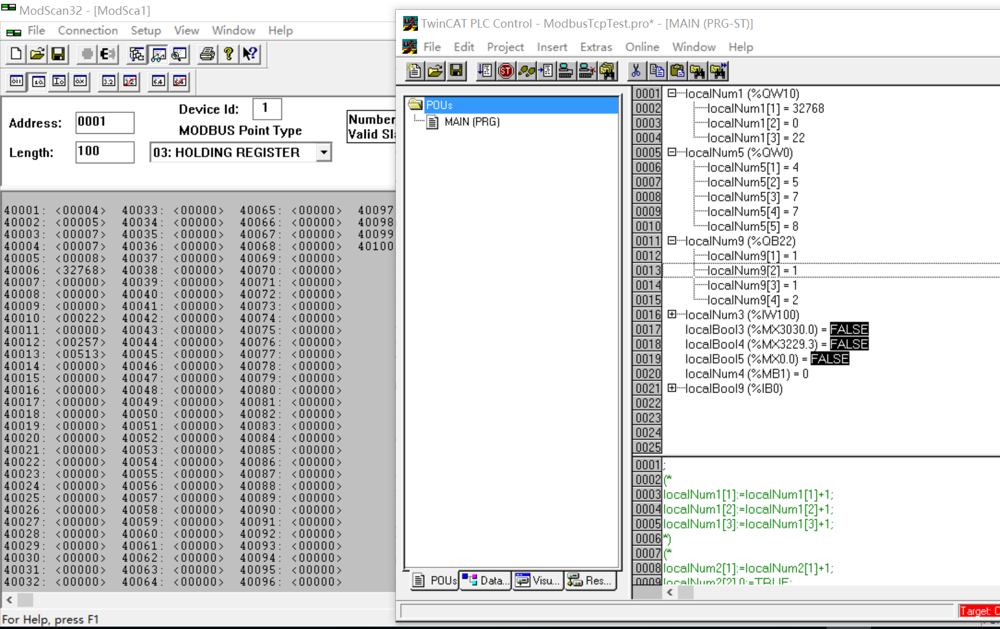 ModScan32 - [ModSca1]
File Connection Setup View Window Help
Address: 0001
Device Id: 1
MODBUS Point Type
Length: 100
03: HOLDING REGISTER
Number
Valid Sl
40001: <00004> 40033: <00000> 40065: <00000> 40097
40002: <00005> 40034: <00000> 40066: <00000> 40098
40003: <00007> 40035: <00000> 40067: <00000> 40099
40004: <00007> 40036: <00000> 40068: <00000> 40100
40005: <00008> 40037: <00000> 40069: <00000>
40006: <32768> 40038: <00000> 40070: <00000>
40007: <00000> 40039: <00000> 40071: <00000>
40008: <00000> 40040: <00000> 40072: <00000>
40009: <00000> 40041: <00000> 40073: <00000>
40010: <00022> 40042: <00000> 40074: <00000>
40011: <00000> 40043: <00000> 40075: <00000>
40012: <00257> 40044: <00000> 40076: <00000>
40013: <00513> 40045: <00000> 40077: <00000>
40014: <00000> 40046: <00000> 40078: <00000>
40015: <00000> 40047: <00000> 40079: <00000>
40016: <00000> 40048: <00000> 40080: <00000>
40017: <00000> 40049: <00000> 40081: <00000>
40018: <00000> 40050: <00000> 40082: <00000>
40019: <00000> 40051: <00000> 40083: <00000>
40020: <00000> 40052: <00000> 40084: <00000>
40021: <00000> 40053: <00000> 40085: <00000>
40022: <00000> 40054: <00000> 40086: <00000>
40023: <00000> 40055: <00000> 40087: <00000>
40024: <00000> 40056: <00000> 40088: <00000>
40025: <00000> 40057: <00000> 40089: <00000>
40026: <00000> 40058: <00000> 40090: <00000>
40027: <00000> 40059: <00000> 40091: <00000>
40028: <00000> 40060: <00000> 40092: <00000>
40029: <00000> 40061: <00000> 40093: <00000>
40030: <00000> 40062: <00000> 40094: <00000>
40031: <00000> 40063: <00000> 40095: <00000>
40032: <00000> 40064: <00000> 40096: <00000>
For Help, press F1
TwinCAT PLC Control - ModbusTcpTest.pro* - [MAIN (PRG-ST)]
File Edit Project Insert Extras Online Window Help
POUs
MAIN (PRG)
POUs Data... Visu... Res...
0001 localNum1 (%QW10)
0002 localNum1[1] = 32768
0003 localNum1[2] = 0
0004 localNum1[3] = 22
0005 localNum5 (%QW0)
0006 localNum5[1] = 4
0007 localNum5[2] = 5
0008 localNum5[3] = 7
0009 localNum5[4] = 7
0010 localNum5[5] = 8
0011 localNum9 (%QB22)
0012 localNum9[1] = 1
0013 localNum9[2] = 1
0014 localNum9[3] = 1
0015 localNum9[4] = 2
0016 localNum3 (%IW100)
0017 localBool3 (%MX3030.0) = FALSE
0018 localBool4 (%MX3229.3) = FALSE
0019 localBool5 (%MX0.0) = FALSE
0020 localNum4 (%MB1) = 0
0021 localBool9 (%IB0)
0022
0023
0024
0025
0001 ;
0002 (*
0003 localNum1[1]:=localNum1[1]+1;
0004 localNum1[2]:=localNum1[2]+1;
0005 localNum1[3]:=localNum1[3]+1;
0006 *)
0007 (*
0008 localNum2[1]:=localNum2[1]+1;
0009 localNum2[2].0:=TRUE;
Target: